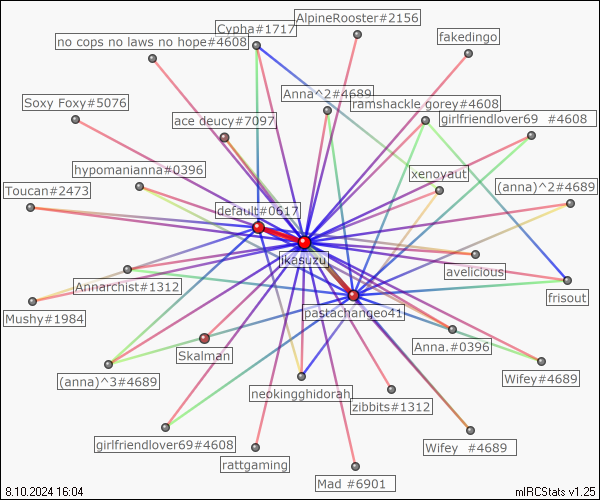 AlpineRooster#2156
Cypha#1717
fakedingo
no cops no laws no hope#4608
Anna^2#4689
Soxy Foxy#5076
ramshackle gorey#4608
ace deucy#7097
girlfriendlover69 #4608
hypomanianna#0396
xenoyaut
Toucan#2473
(anna)^2#4689
default#0617
jikasuzu
avelicious
Annarchist#1312
frisout
Mushy#1984
pastachangeo41
Anna.#0396
Skalman
Wifey#4689
(anna)^3#4689
neokingghidorah
zibbits#1312
girlfriendlover69#4608
Wifey #4689
rattgaming
Mad #6901
8.10.2024 16:04
mIRCStats v1.25